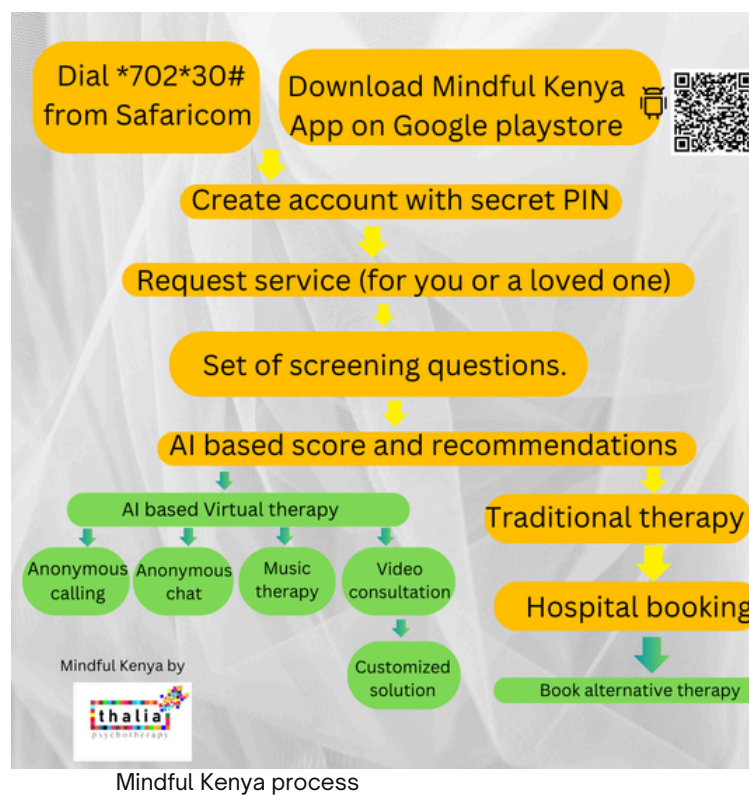 Dial *702*30#
from Safaricom
Download Mindful Kenya
App on Google playstore
Create account with secret PIN
Request service (for you or a loved one)
Set of screening questions.
AI based score and recommendations
AI based Virtual therapy
Traditional therapy
Anonymous
calling
Anonymous
chat
Music
therapy
Video
consultation
Hospital booking
Customized
solution
Book alternative therapy
Mindful Kenya by
thalia
psychotherapy
Mindful Kenya process